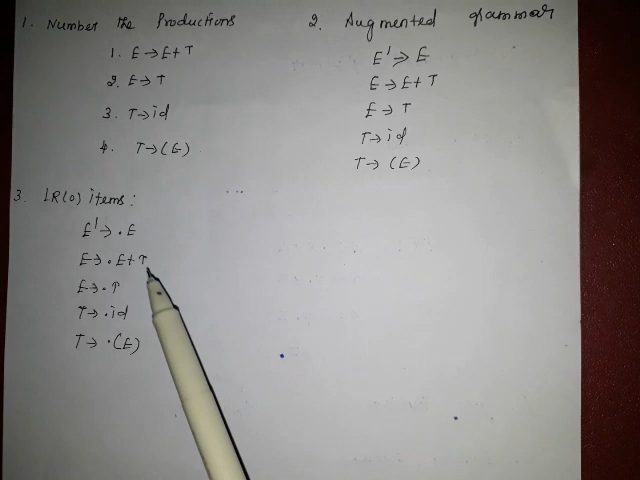 1. Number the Productions
1. E→E+T
2. E→T
3. T→id
4. T→(E)
2. Augmented grammar
E'→E
E→E+T
E→T
T→id
T→(E)
3. LR(0) items:
E'→.E
E→.E+T
E→.T
T→.id
T→.(E)